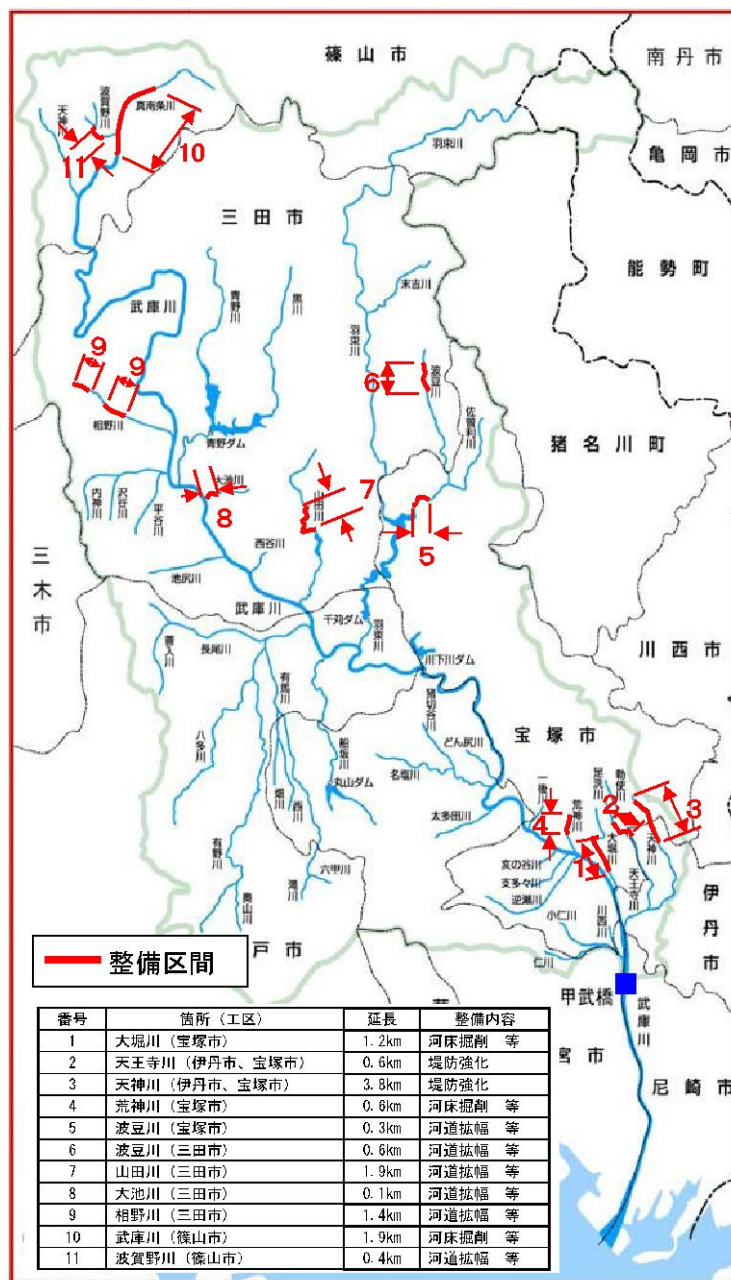 篠山市
南丹市
亀岡市
能勢町
猪名川町
川西市
伊丹市
尼崎市
三田市
三木市
宝塚市
戸市
宮市
天神川
波賀野川
真南条川
10
11
羽束川
末吉川
武庫川
青野川
黒川
羽束川
9
9
6
波豆川
佐曽利川
相野川
青野ダム
大池川
8
山田川
7
5
内神川
沢谷川
平谷川
西谷川
池尻川
武庫川
千苅ダム
羽束川
川下川ダム
長尾川
有馬川
船坂川
猪切谷川
どん尻川
八多川
畑川
西川
丸山ダム
名塩川
太多田川
一後川
荒神川
足洗川
勅使川
2
3
4
1
大堀川
天神川
天王寺川
亥の谷川
支多々川
逆瀬川
小仁川
川西川
仁川
有野川
奥山川
滝川
六甲川
甲武橋
武庫川
整備区間
番号 箇所(工区) 延長 整備内容
1 大堀川(宝塚市) 1.2km 河床掘削 等
2 天王寺川(伊丹市、宝塚市) 0.6km 堤防強化
3 天神川(伊丹市、宝塚市) 3.8km 堤防強化
4 荒神川(宝塚市) 0.6km 河床掘削 等
5 波豆川(宝塚市) 0.3km 河道拡幅 等
6 波豆川(三田市) 0.6km 河道拡幅 等
7 山田川(三田市) 1.9km 河道拡幅 等
8 大池川(三田市) 0.1km 河道拡幅 等
9 相野川(三田市) 1.4km 河道拡幅 等
10 武庫川(篠山市) 1.9km 河床掘削 等
11 波賀野川(篠山市) 0.4km 河道拡幅 等